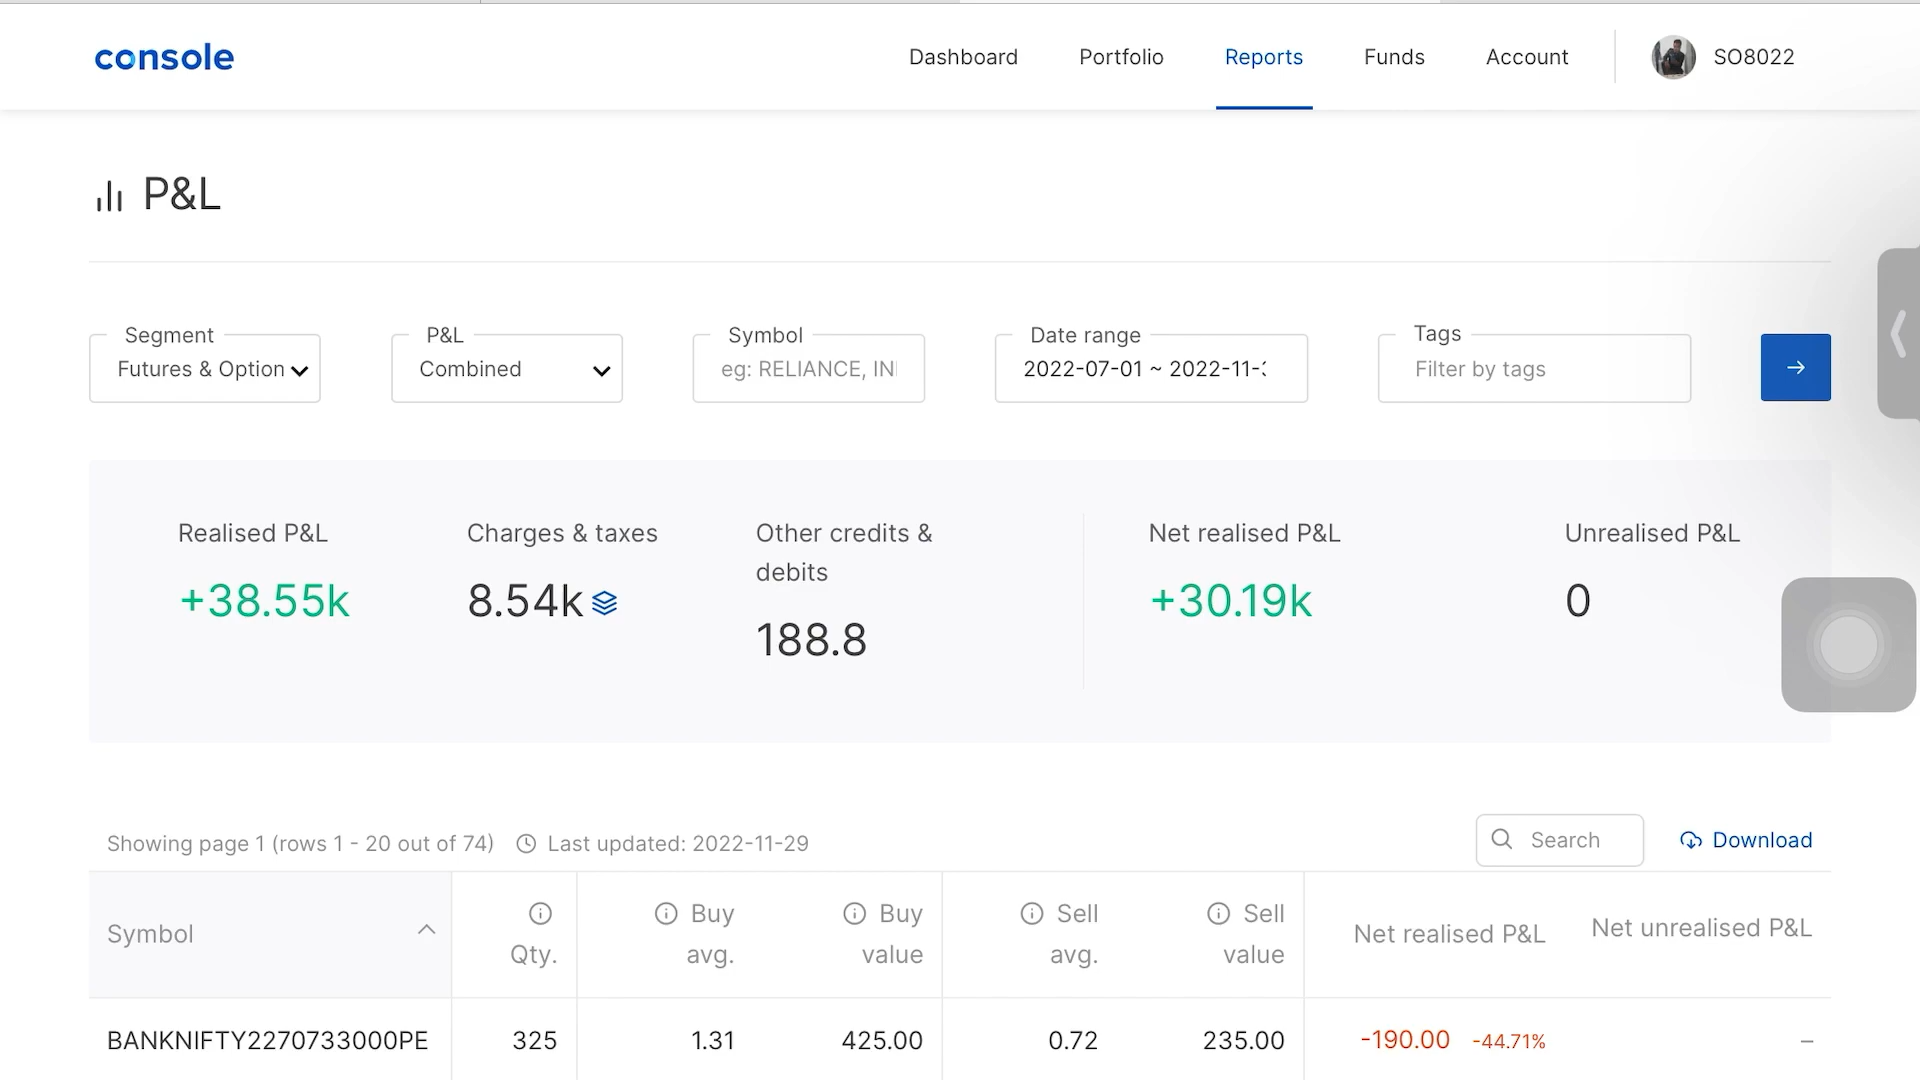 console
Dashboard Portfolio Reports Funds Account SO8022
P&L
Segment P&L Symbol Date range Tags
Futures & Option Combined eg: RELIANCE, IN 2022-07-01 ~ 2022-11- Filter by tags
Realised P&L Charges & taxes Other credits & debits Net realised P&L Unrealised P&L
+38.55k 8.54k 188.8 +30.19k 0
Showing page 1 (rows 1 - 20 out of 74) Last updated: 2022-11-29 Search Download
Symbol Qty. Buy avg. Buy value Sell avg. Sell value Net realised P&L Net unrealised P&L
BANKNIFTY2270733000PE 325 1.31 425.00 0.72 235.00 -190.00 -44.71% –